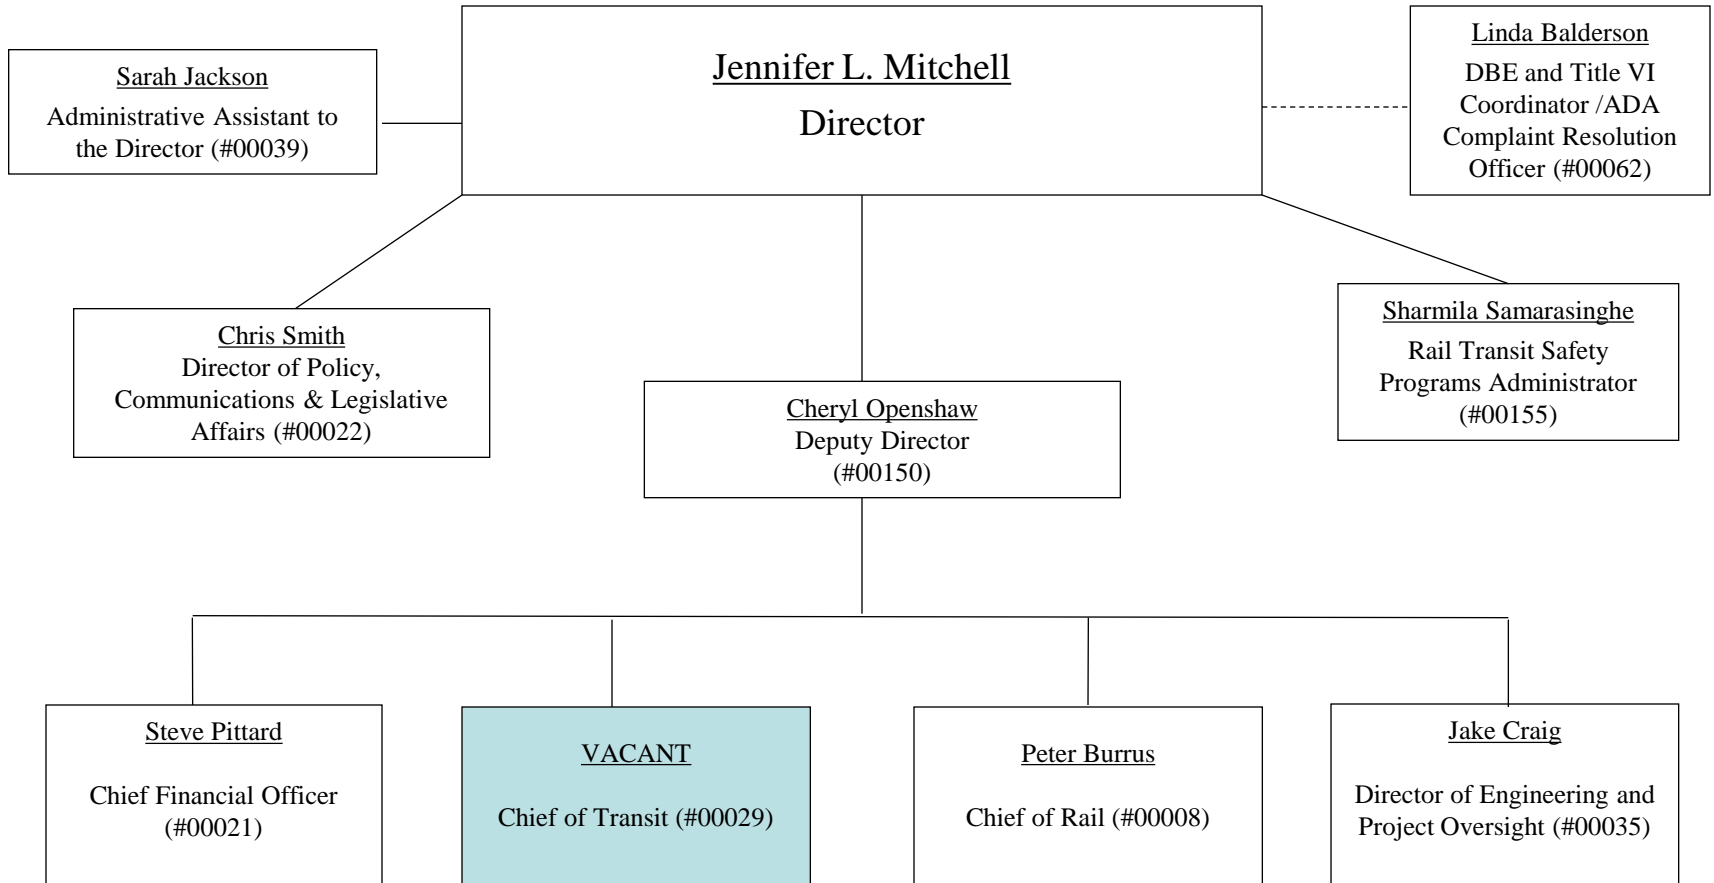 Jennifer L. Mitchell
Director
Sarah Jackson
Administrative Assistant to
the Director (#00039)
Linda Balderson
DBE and Title VI
Coordinator /ADA
Complaint Resolution
Officer (#00062)
Chris Smith
Director of Policy,
Communications & Legislative
Affairs (#00022)
Cheryl Openshaw
Deputy Director
(#00150)
Sharmila Samarasinghe
Rail Transit Safety
Programs Administrator
(#00155)
Steve Pittard
Chief Financial Officer
(#00021)
VACANT
Chief of Transit (#00029)
Peter Burrus
Chief of Rail (#00008)
Jake Craig
Director of Engineering and
Project Oversight (#00035)